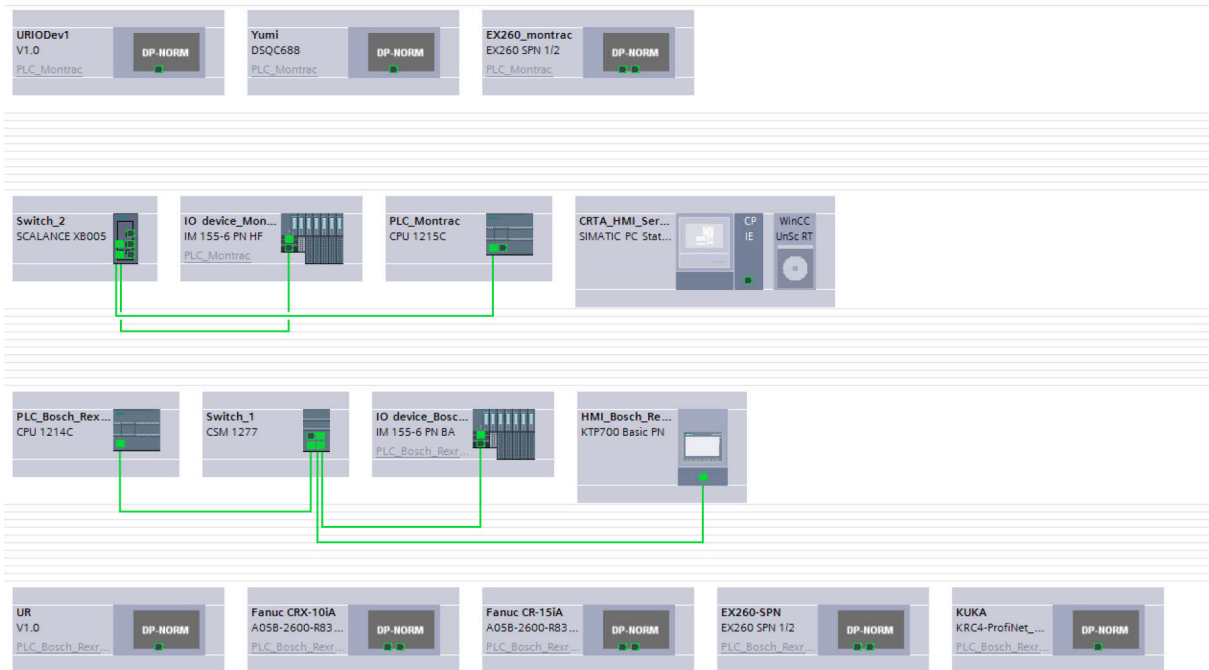 URIODev1
V1.0
PLC_Montrac
DP-NORM
Yumi
DSQC688
PLC_Montrac
DP-NORM
EX260_montrac
EX260 SPN 1/2
PLC_Montrac
DP-NORM
Switch_2
SCALANCE XB005
IO device_Mon...
IM 155-6 PN HF
PLC_Montrac
PLC_Montrac
CPU 1215C
CRTA_HMI_Ser...
SIMATIC PC Stat...
CP
IE
WinCC
UnSc RT
PLC_Bosch_Rex...
CPU 1214C
Switch_1
CSM 1277
IO device_Bosc...
IM 155-6 PN BA
PLC_Bosch_Rexr...
HMI_Bosch_Re...
KTP700 Basic PN
UR
V1.0
PLC_Bosch_Rexr...
DP-NORM
Fanuc CRX-10iA
A05B-2600-R83...
PLC_Bosch_Rexr...
DP-NORM
Fanuc CR-15iA
A05B-2600-R83...
PLC_Bosch_Rexr...
DP-NORM
EX260-SPN
EX260 SPN 1/2
PLC_Bosch_Rexr...
DP-NORM
KUKA
KRC4-ProfiNet_...
PLC_Bosch_Rexr...
DP-NORM